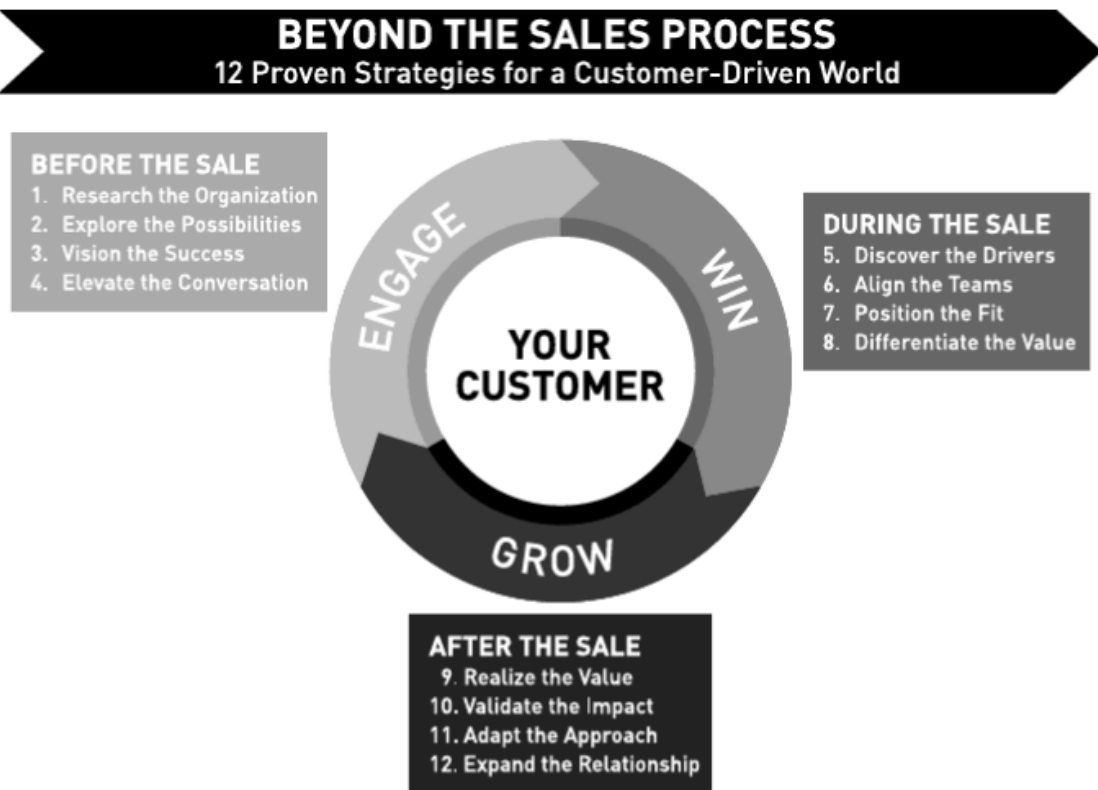 BEYOND THE SALES PROCESS
12 Proven Strategies for a Customer-Driven World
BEFORE THE SALE
1. Research the Organization
2. Explore the Possibilities
3. Vision the Success
4. Elevate the Conversation
ENGAGE
WIN
YOUR
CUSTOMER
GROW
DURING THE SALE
5. Discover the Drivers
6. Align the Teams
7. Position the Fit
8. Differentiate the Value
AFTER THE SALE
9. Realize the Value
10. Validate the Impact
11. Adapt the Approach
12. Expand the Relationship